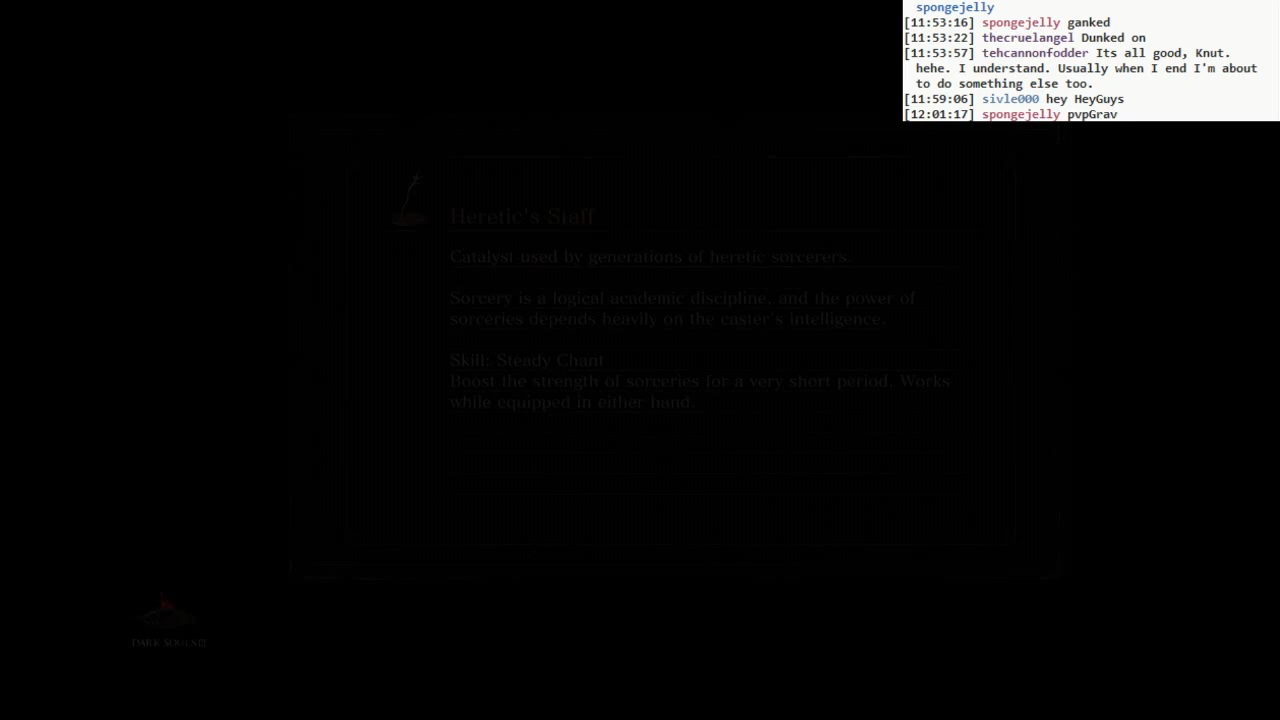 spongejelly
[11:53:16] spongejelly ganked
[11:53:22] thecruelangel Dunked on
[11:53:57] tehcannonfodder Its all good, Knut.
hehe. I understand. Usually when I end I'm about
to do something else too.
[11:59:06] sivle000 hey HeyGuys
[12:01:17] spongejelly pvpGrav
Heretic's Staff
Catalyst used by generations of heretic sorcerers.
Sorcery is a logical academic discipline, and the power of
sorceries depends heavily on the caster's intelligence.
Skill: Steady Chant
Boost the strength of sorceries for a very short period. Works
while equipped in either hand.
DARK SOULS III